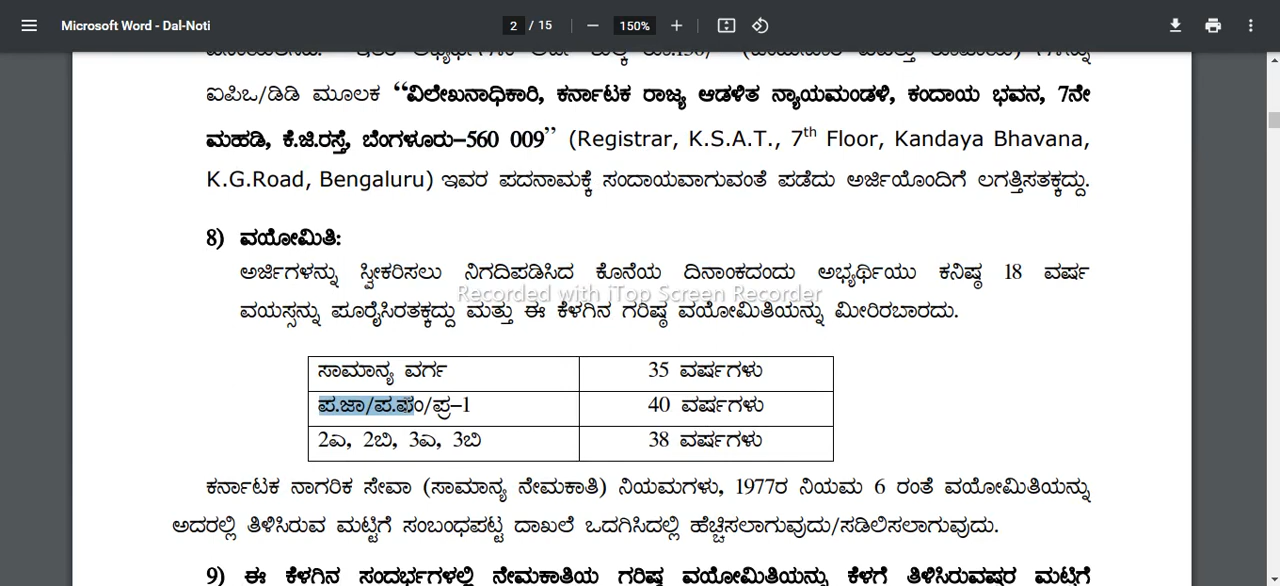 Microsoft Word - Dal-Noti
2 / 15
150%
ಐಪಿಒ/ಡಿಡಿ ಮೂಲಕ “ವಿಲೇಖನಾಧಿಕಾರಿ, ಕರ್ನಾಟಕ ರಾಜ್ಯ ಆಡಳಿತ ನ್ಯಾಯಮಂಡಳಿ, ಕಂದಾಯ ಭವನ, 7ನೇ
ಮಹಡಿ, ಕೆ.ಜಿ.ರಸ್ತೆ, ಬೆಂಗಳೂರು–560 009” (Registrar, K.S.A.T., 7th Floor, Kandaya Bhavana,
K.G.Road, Bengaluru) ಇವರ ಪದನಾಮಕ್ಕೆ ಸಂದಾಯವಾಗುವಂತೆ ಪಡೆದು ಅರ್ಜಿಯೊಂದಿಗೆ ಲಗತ್ತಿಸತಕ್ಕದ್ದು.
8) ವಯೋಮಿತಿ:
ಅರ್ಜಿಗಳನ್ನು ಸ್ವೀಕರಿಸಲು ನಿಗದಿಪಡಿಸಿದ ಕೊನೆಯ ದಿನಾಂಕದಂದು ಅಭ್ಯರ್ಥಿಯು ಕನಿಷ್ಠ 18 ವರ್ಷ
Recorded with iTop Screen Recorder
ವಯಸ್ಸನ್ನು ಪೂರೈಸಿರತಕ್ಕದ್ದು ಮತ್ತು ಈ ಕೆಳಗಿನ ಗರಿಷ್ಠ ವಯೋಮಿತಿಯನ್ನು ಮೀರಿರಬಾರದು.
ಸಾಮಾನ್ಯ ವರ್ಗ 35 ವರ್ಷಗಳು
ಪ.ಜಾ/ಪ.ಪಂ/ಪ್ರ–1 40 ವರ್ಷಗಳು
2ಎ, 2ಬಿ, 3ಎ, 3ಬಿ 38 ವರ್ಷಗಳು
ಕರ್ನಾಟಕ ನಾಗರಿಕ ಸೇವಾ (ಸಾಮಾನ್ಯ ನೇಮಕಾತಿ) ನಿಯಮಗಳು, 1977ರ ನಿಯಮ 6 ರಂತೆ ವಯೋಮಿತಿಯನ್ನು
ಅದರಲ್ಲಿ ತಿಳಿಸಿರುವ ಮಟ್ಟಿಗೆ ಸಂಬಂಧಪಟ್ಟ ದಾಖಲೆ ಒದಗಿಸಿದಲ್ಲಿ ಹೆಚ್ಚಿಸಲಾಗುವುದು/ಸಡಿಲಿಸಲಾಗುವುದು.
9) ಈ ಕೆಳಗಿನ ಸಂದರ್ಭಗಳಲ್ಲಿ ನೇಮಕಾತಿಯ ಗರಿಷ್ಠ ವಯೋಮಿತಿಯನ್ನು ಕೆಳಗೆ ತಿಳಿಸಿರುವಷ್ಟರ ಮಟ್ಟಿಗೆ